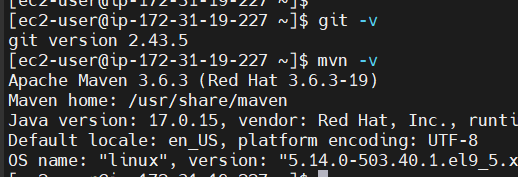 [ec2-user@ip-172-31-19-227 ~]$
[ec2-user@ip-172-31-19-227 ~]$ git -v
git version 2.43.5
[ec2-user@ip-172-31-19-227 ~]$ mvn -v
Apache Maven 3.6.3 (Red Hat 3.6.3-19)
Maven home: /usr/share/maven
Java version: 17.0.15, vendor: Red Hat, Inc., runti
Default locale: en_US, platform encoding: UTF-8
OS name: "linux", version: "5.14.0-503.40.1.el9_5.x
[ec2-user@ip-172-31-19-227 ~]$